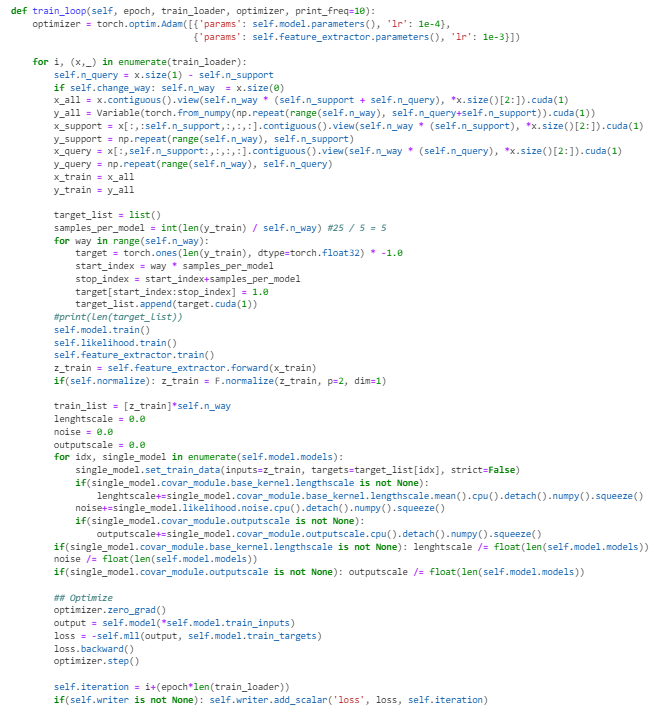 def train_loop(self, epoch, train_loader, optimizer, print_freq=10):
    optimizer = torch.optim.Adam([{'params': self.model.parameters(), 'lr': 1e-4},
                                  {'params': self.feature_extractor.parameters(), 'lr': 1e-3}])

    for i, (x,_) in enumerate(train_loader):
        self.n_query = x.size(1) - self.n_support
        if self.change_way: self.n_way  = x.size(0)
        x_all = x.contiguous().view(self.n_way * (self.n_support + self.n_query), *x.size()[2:]).cuda(1)
        y_all = Variable(torch.from_numpy(np.repeat(range(self.n_way), self.n_query+self.n_support)).cuda(1))
        x_support = x[:,:self.n_support,:,:,:].contiguous().view(self.n_way * (self.n_support), *x.size()[2:]).cuda(1)
        y_support = np.repeat(range(self.n_way), self.n_support)
        x_query = x[:,self.n_support:,:,:,:].contiguous().view(self.n_way * (self.n_query), *x.size()[2:]).cuda(1)
        y_query = np.repeat(range(self.n_way), self.n_query)
        x_train = x_all
        y_train = y_all

        target_list = list()
        samples_per_model = int(len(y_train) / self.n_way) #25 / 5 = 5
        for way in range(self.n_way):
            target = torch.ones(len(y_train), dtype=torch.float32) * -1.0
            start_index = way * samples_per_model
            stop_index = start_index+samples_per_model
            target[start_index:stop_index] = 1.0
            target_list.append(target.cuda(1))
        #print(len(target_list))
        self.model.train()
        self.likelihood.train()
        self.feature_extractor.train()
        z_train = self.feature_extractor.forward(x_train)
        if(self.normalize): z_train = F.normalize(z_train, p=2, dim=1)

        train_list = [z_train]*self.n_way
        lenghtscale = 0.0
        noise = 0.0
        outputscale = 0.0
        for idx, single_model in enumerate(self.model.models):
            single_model.set_train_data(inputs=z_train, targets=target_list[idx], strict=False)
            if(single_model.covar_module.base_kernel.lengthscale is not None):
                lenghtscale+=single_model.covar_module.base_kernel.lengthscale.mean().cpu().detach().numpy().squeeze()
            noise+=single_model.likelihood.noise.cpu().detach().numpy().squeeze()
            if(single_model.covar_module.outputscale is not None):
                outputscale+=single_model.covar_module.outputscale.cpu().detach().numpy().squeeze()
        if(single_model.covar_module.base_kernel.lengthscale is not None): lenghtscale /= float(len(self.model.models))
        noise /= float(len(self.model.models))
        if(single_model.covar_module.outputscale is not None): outputscale /= float(len(self.model.models))

        ## Optimize
        optimizer.zero_grad()
        output = self.model(*self.model.train_inputs)
        loss = -self.mll(output, self.model.train_targets)
        loss.backward()
        optimizer.step()

        self.iteration = i+(epoch*len(train_loader))
        if(self.writer is not None): self.writer.add_scalar('loss', loss, self.iteration)